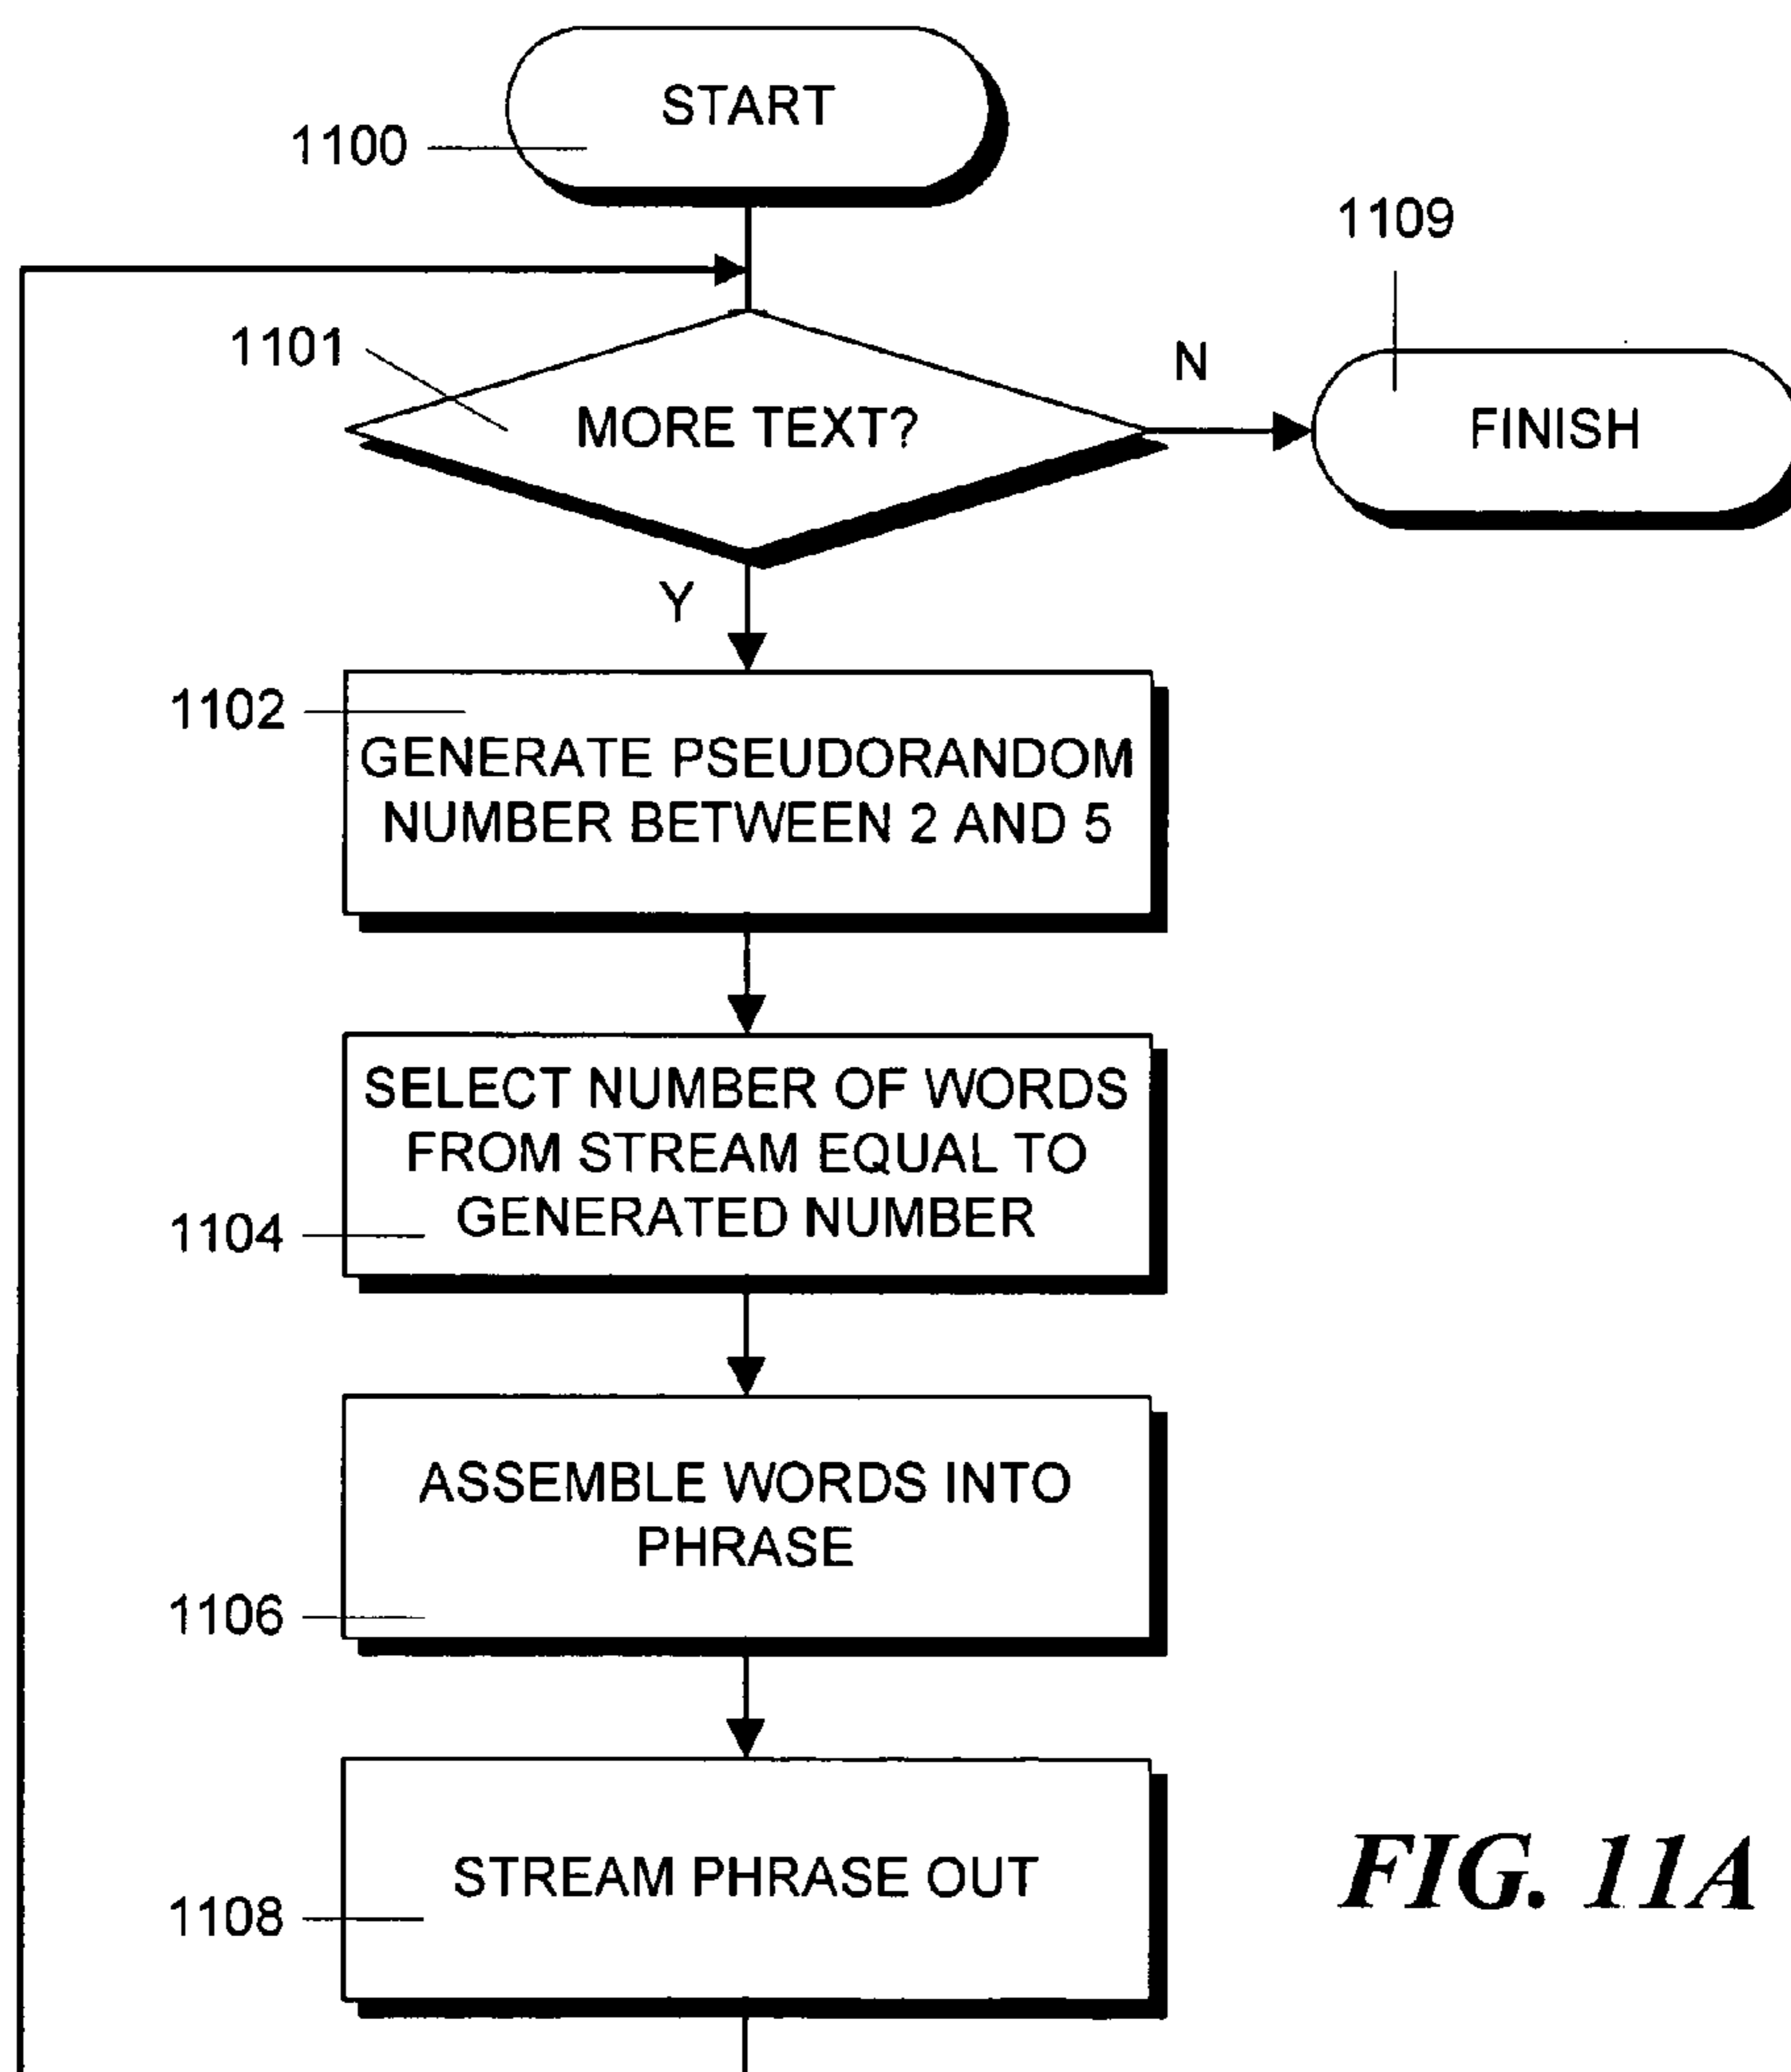 START
1100
1109
1101
MORE TEXT?
N
FINISH
Y
1102
GENERATE PSEUDORANDOM
NUMBER BETWEEN 2 AND 5
SELECT NUMBER OF WORDS
FROM STREAM EQUAL TO
GENERATED NUMBER
1104
ASSEMBLE WORDS INTO
PHRASE
1106
STREAM PHRASE OUT
1108
FIG. 11A